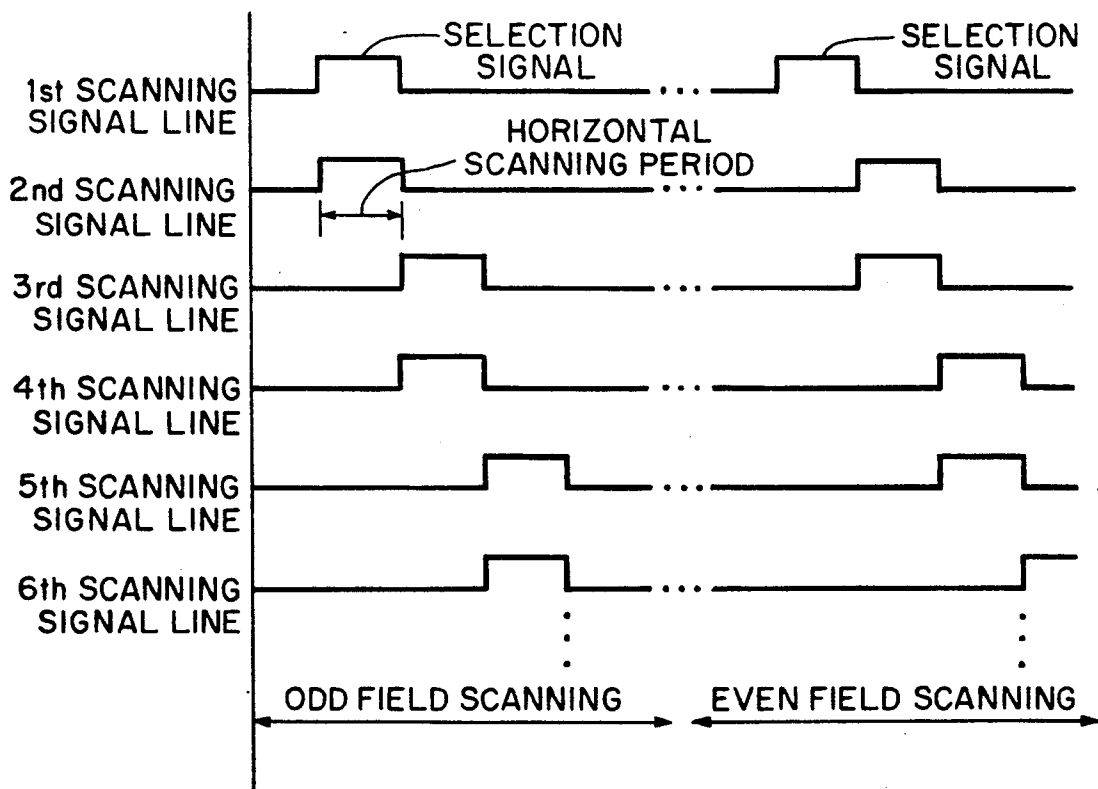 SELECTION
SIGNAL
SELECTION
SIGNAL
1st SCANNING
SIGNAL LINE
HORIZONTAL
SCANNING PERIOD
2nd SCANNING
SIGNAL LINE
3rd SCANNING
SIGNAL LINE
4th SCANNING
SIGNAL LINE
5th SCANNING
SIGNAL LINE
6th SCANNING
SIGNAL LINE
ODD FIELD SCANNING
EVEN FIELD SCANNING